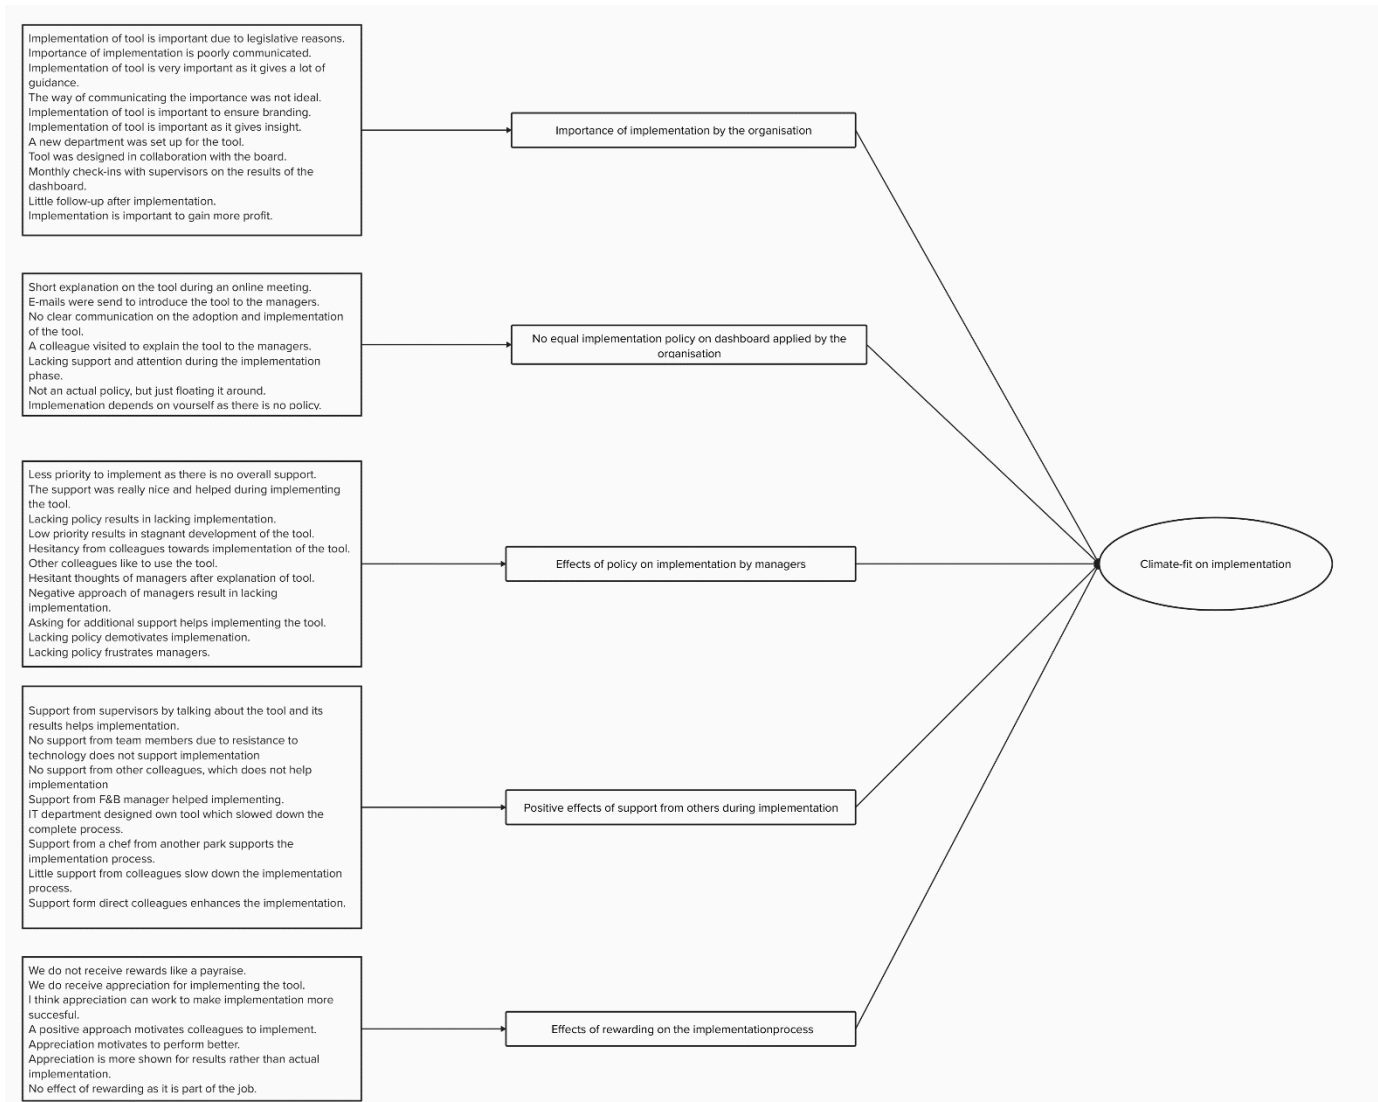 Implementation of tool is important due to legislative reasons.
Importance of implementation is poorly communicated.
Implementation of tool is very important as it gives a lot of
guidance.
The way of communicating the importance was not ideal.
Implementation of tool is important to ensure branding.
Implementation of tool is important as it gives insight.
A new department was set up for the tool.
Tool was designed in collaboration with the board.
Monthly check-ins with supervisors on the results of the
dashboard.
Little follow-up after implementation.
Implementation is important to gain more profit.
Importance of implementation by the organisation
Short explanation on the tool during an online meeting.
E-mails were send to introduce the tool to the managers.
No clear communication on the adoption and implementation
of the tool.
A colleague visited to explain the tool to the managers.
Lacking support and attention during the implementation
phase.
Not an actual policy, but just floating it around.
Implemenation depends on yourself as there is no policy.
No equal implementation policy on dashboard applied by the
organisation
Less priority to implement as there is no overall support.
The support was really nice and helped during implementing
the tool.
Lacking policy results in lacking implementation.
Low priority results in stagnant development of the tool.
Hesitancy from colleagues towards implementation of the tool.
Other colleagues like to use the tool.
Hesitant thoughts of managers after explanation of tool.
Negative approach of managers result in lacking
implementation.
Asking for additional support helps implementing the tool.
Lacking policy demotivates implemenation.
Lacking policy frustrates managers.
Effects of policy on implementation by managers
Climate-fit on implementation
Support from supervisors by talking about the tool and its
results helps implementation.
No support from team members due to resistance to
technology does not support implementation
No support from other colleagues, which does not help
implementation
Support from F&B manager helped implementing.
IT department designed own tool which slowed down the
complete process.
Support from a chef from another park supports the
implementation process.
Little support from colleagues slow down the implementation
process.
Support form direct colleagues enhances the implementation.
Positive effects of support from others during implementation
We do not receive rewards like a payraise.
We do receive appreciation for implementing the tool.
I think appreciation can work to make implementation more
succesful.
A positive approach motivates colleagues to implement.
Appreciation motivates to perform better.
Appreciation is more shown for results rather than actual
implementation.
No effect of rewarding as it is part of the job.
Effects of rewarding on the implementationprocess